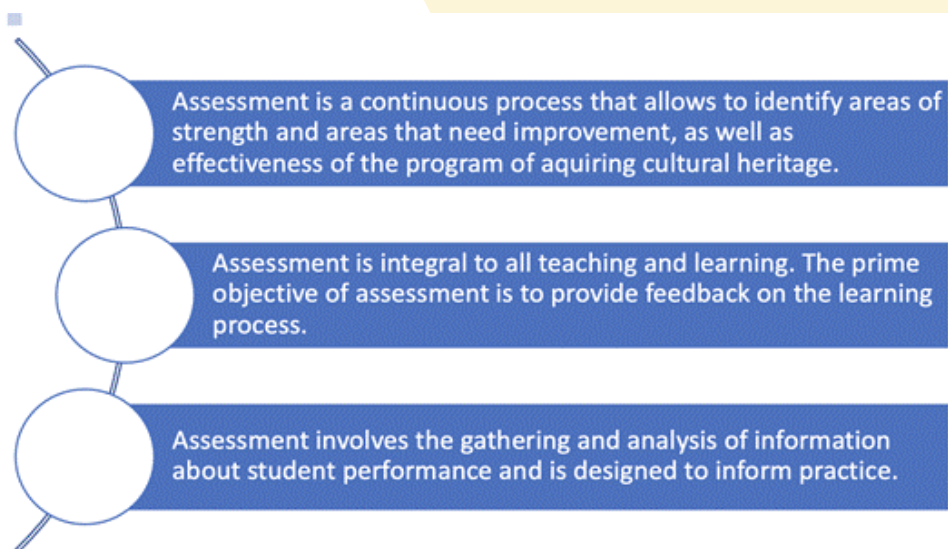 Assessment is a continuous process that allows to identify areas of
strength and areas that need improvement, as well as
effectiveness of the program of aquiring cultural heritage.
Assessment is integral to all teaching and learning. The prime
objective of assessment is to provide feedback on the learning
process.
Assessment involves the gathering and analysis of information
about student performance and is designed to inform practice.